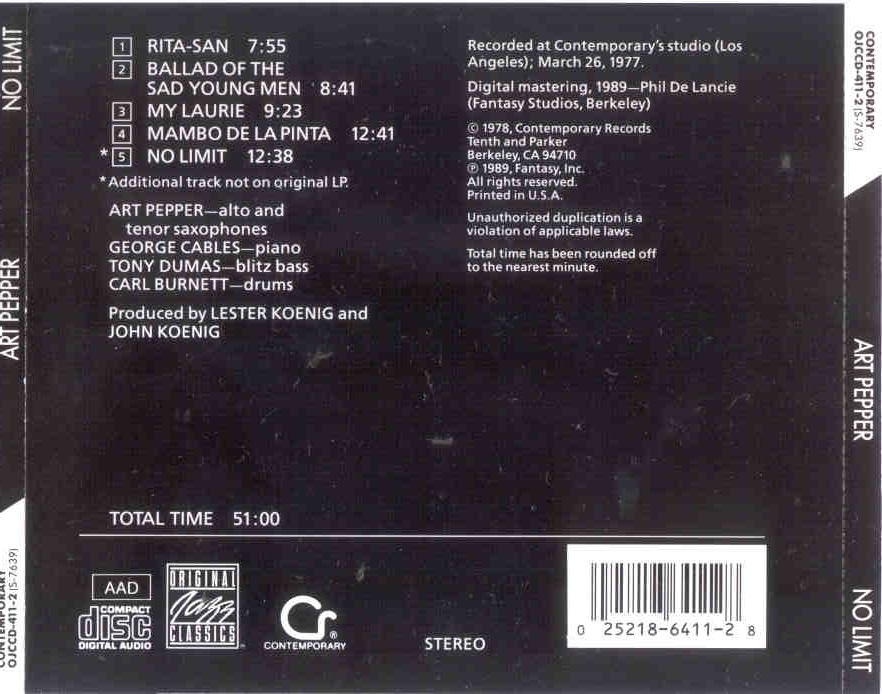 NO LIMIT
ART PEPPER
CONTEMPORARY
OJCCD-411-2 (S-7639)
1 RITA-SAN 7:55
2 BALLAD OF THE
SAD YOUNG MEN 8:41
3 MY LAURIE 9:23
4 MAMBO DE LA PINTA 12:41
*5 NO LIMIT 12:38
*Additional track not on original LP.
ART PEPPER—alto and
tenor saxophones
GEORGE CABLES—piano
TONY DUMAS—blitz bass
CARL BURNETT—drums
Produced by LESTER KOENIG and
JOHN KOENIG
TOTAL TIME 51:00
Recorded at Contemporary's studio (Los
Angeles); March 26, 1977.
Digital mastering, 1989—Phil De Lancie
(Fantasy Studios, Berkeley)
© 1978, Contemporary Records
Tenth and Parker
Berkeley, CA 94710
℗ 1989, Fantasy, Inc.
All rights reserved.
Printed in U.S.A.
Unauthorized duplication is a
violation of applicable laws.
Total time has been rounded off
to the nearest minute.
AAD
COMPACT
disc
DIGITAL AUDIO
ORIGINAL
Jazz
CLASSICS
CONTEMPORARY
®
STEREO
0 25218-6411-2 8
CONTEMPORARY
OJCCD-411-2 (S-7639)
ART PEPPER
NO LIMIT